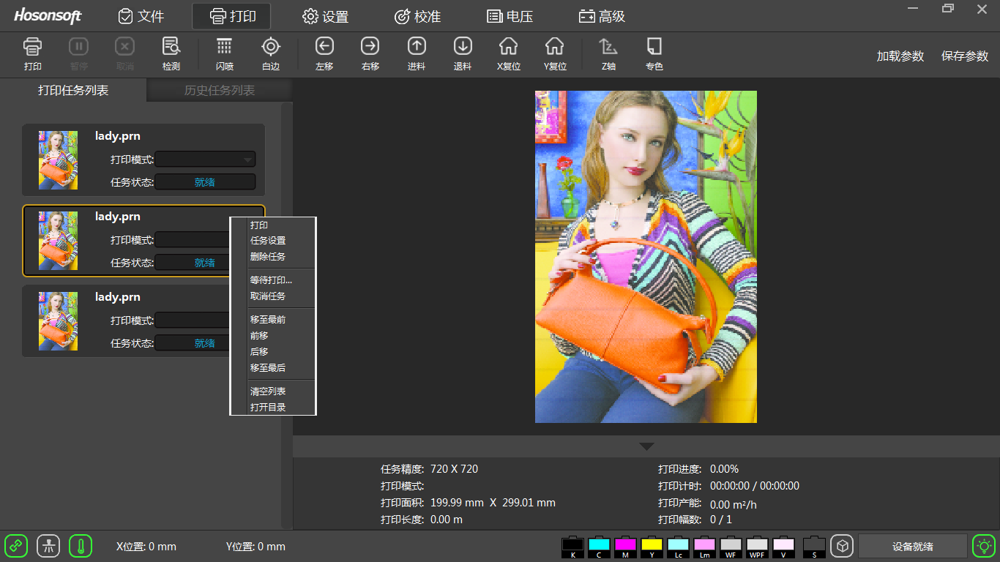 Hosonsoft 文件 打印 设置 校准 电压 高级
打印 暂停 取消 检测 闪喷 白边 左移 右移 进料 退料 X复位 Y复位 Z轴 专色 加载参数 保存参数
打印任务列表 历史任务列表
lady.prn
打印模式:
任务状态: 就绪
lady.prn
打印模式:
任务状态: 就绪
lady.prn
打印模式:
任务状态: 就绪
打印
任务设置
删除任务
等待打印...
取消任务
移至最前
前移
后移
移至最后
清空列表
打开目录
任务精度: 720 X 720
打印模式:
打印面积: 199.99 mm X 299.01 mm
打印长度: 0.00 m
打印进度: 0.00%
打印计时: 00:00:00 / 00:00:00
打印产能: 0.00 m²/h
打印幅数: 0 / 1
X位置: 0 mm Y位置: 0 mm K C M Y Lc Lm WF WPF V S 设备就绪